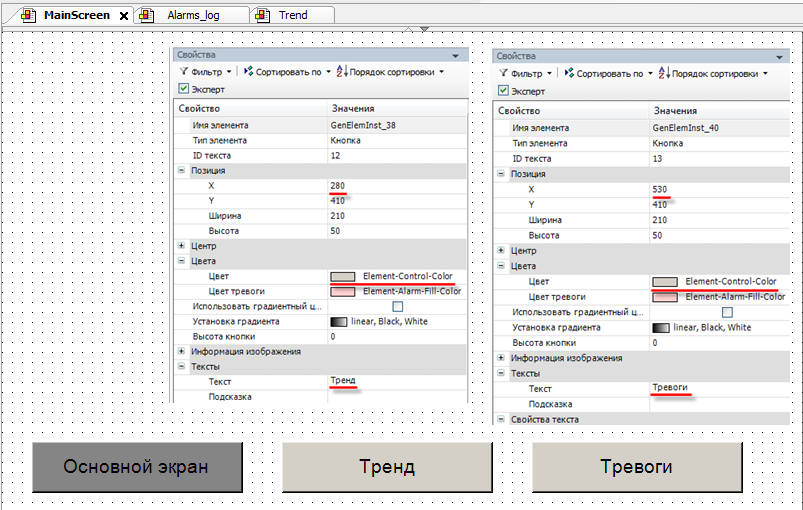 MainScreen Alarms_log Trend
Свойства
Фильтр Сортировать по Порядок сортировки
Эксперт
Свойство Значения
Имя элемента GenElemInst_38
Тип элемента Кнопка
ID текста 12
Позиция
X 280
Y 410
Ширина 210
Высота 50
Центр
Цвета
Цвет Element-Control-Color
Цвет тревоги Element-Alarm-Fill-Color
Использовать градиентный ц...
Установка градиента linear, Black, White
Высота кнопки 0
Информация изображения
Тексты
Текст Тренд
Подсказка
Свойства
Фильтр Сортировать по Порядок сортировки
Эксперт
Свойство Значения
Имя элемента GenElemInst_40
Тип элемента Кнопка
ID текста 13
Позиция
X 530
Y 410
Ширина 210
Высота 50
Центр
Цвета
Цвет Element-Control-Color
Цвет тревоги Element-Alarm-Fill-Color
Использовать градиентный ц...
Установка градиента linear, Black, White
Высота кнопки 0
Информация изображения
Тексты
Текст Тревоги
Подсказка
Свойства текста
Основной экран Тренд Тревоги